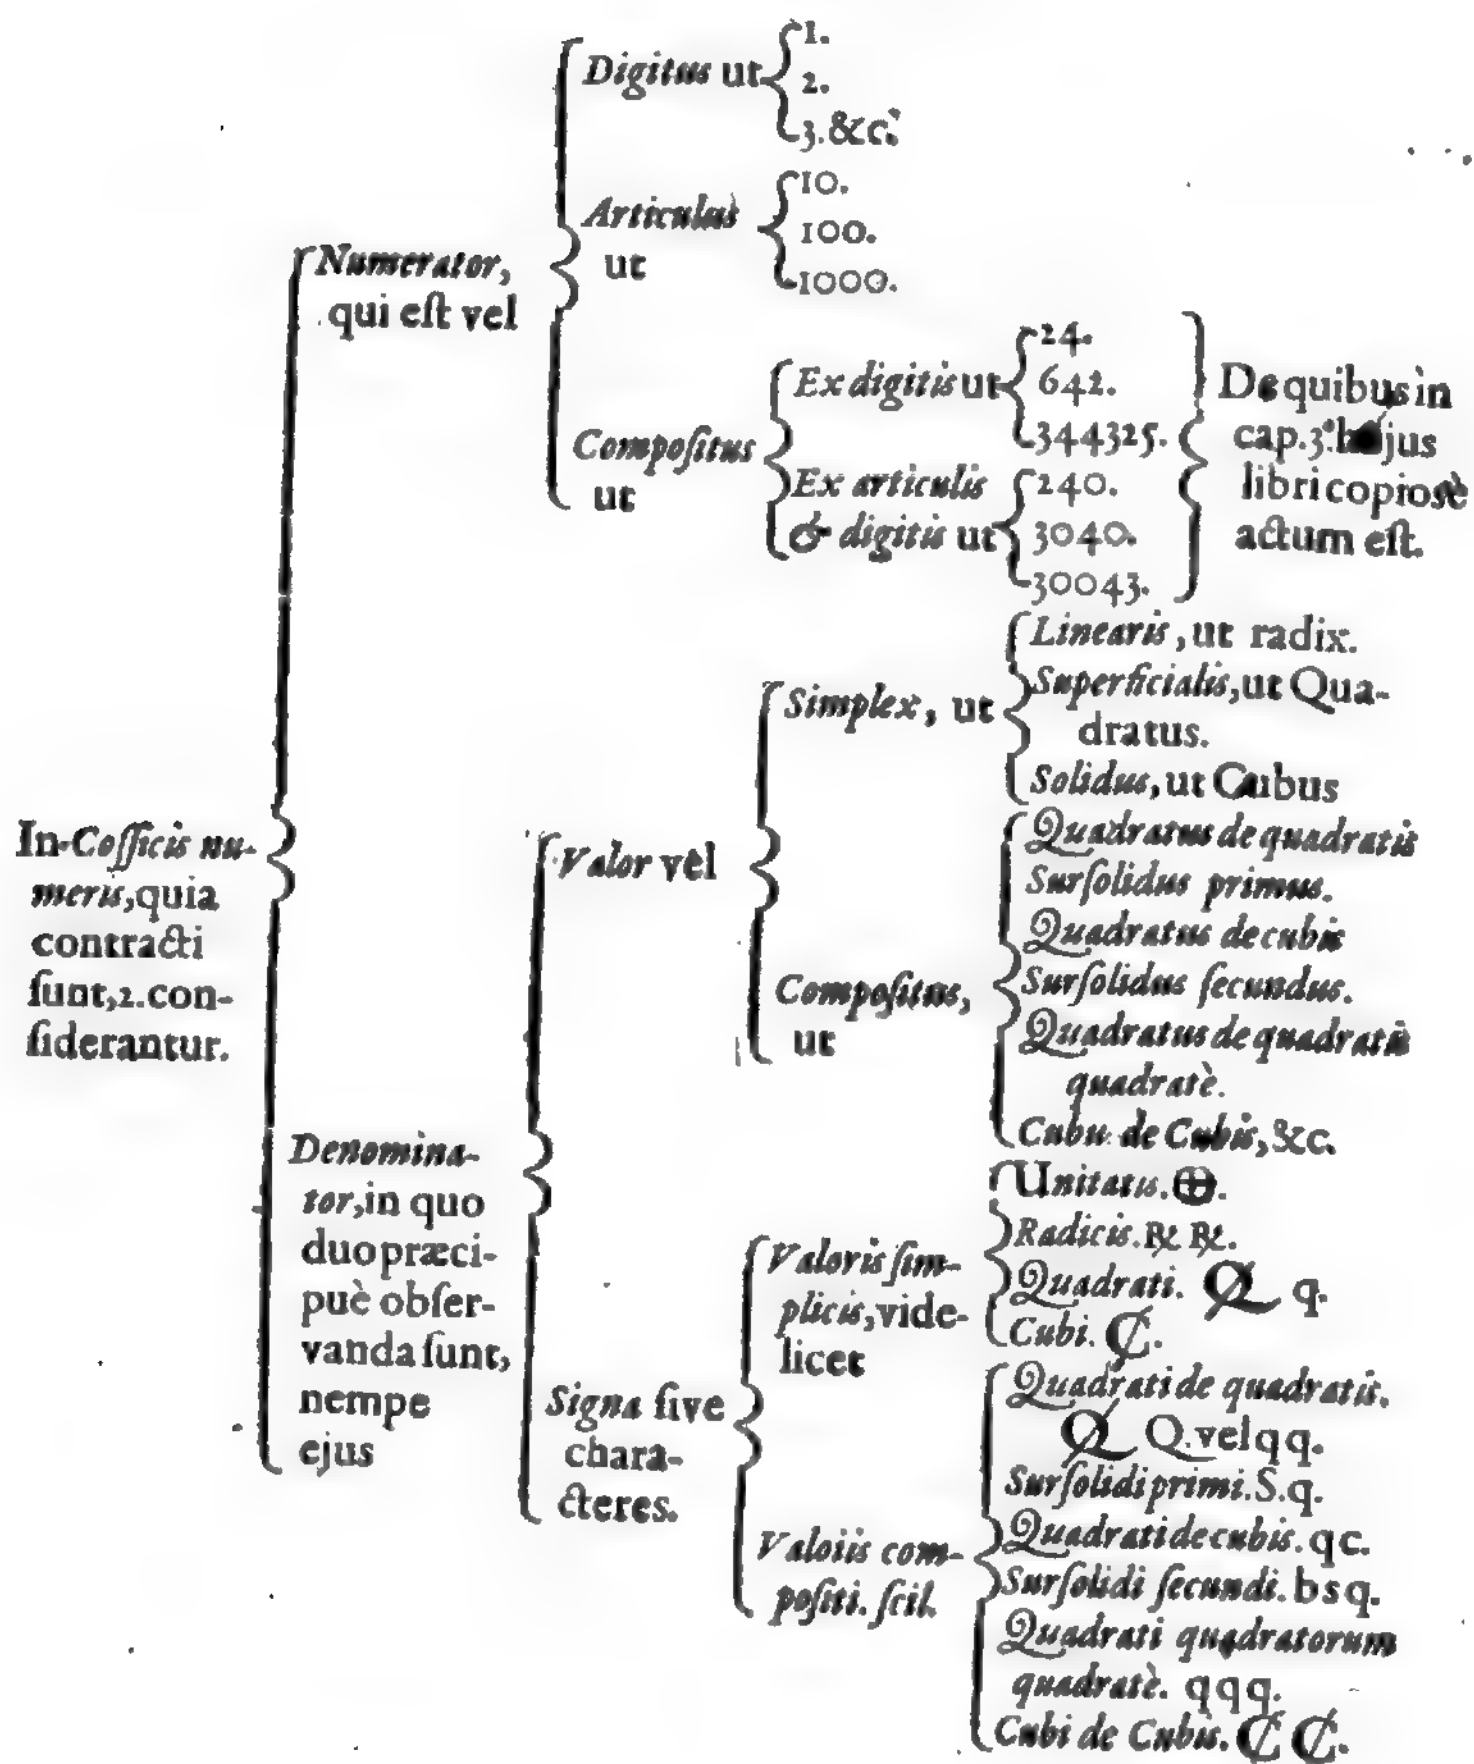 In Coſſicis nu-
meris, quia
contracti
ſunt, 2. con-
ſiderantur.
Numerator,
qui eſt vel
Digitus ut
1.
2.
3. &c.
Articulus
ut
10.
100.
1000.
Compoſitus
ut
Ex digitis ut
24.
642.
344325.
Ex articulis
& digitis ut
240.
3040.
30043.
De quibus in
cap. 3. hujus
libri copiosè
actum eſt.
Denomina-
tor, in quo
duo præci-
puè obſer-
vanda ſunt,
nempe
ejus
Valor vel
Simplex, ut
Linearis, ut radix.
Superficialis, ut Qua-
dratus.
Solidus, ut Cubus
Compoſitus,
ut
Quadratus de quadratis
Surſolidus primus.
Quadratus de cubis
Surſolidus ſecundus.
Quadratus de quadratis
quadratè.
Cubu de Cubis, &c.
Signa ſive
chara-
cteres.
Valoris ſim-
plicis, vide-
licet
Unitatis. ⊕.
Radicis. ℞ ℞.
Quadrati. Q q.
Cubi. ₵.
Valoiis com-
poſiti. ſcil.
Quadrati de quadratis.
Q Q. vel qq.
Surſolidi primi. S. q.
Quadrati de cubis. qc.
Surſolidi ſecundi. bsq.
Quadrati quadratorum
quadratè. qqq.
Cubi de Cubis. ₵ ₵.